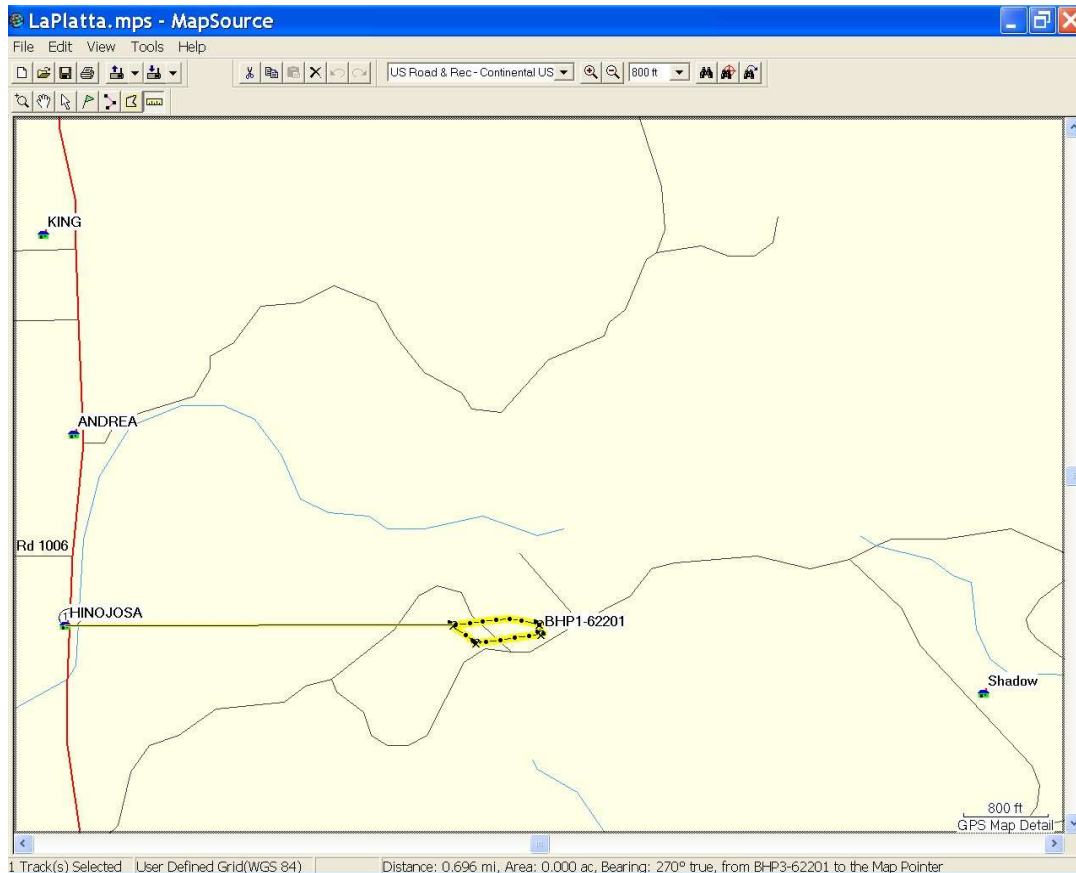 LaPlatta.mps - MapSource
File Edit View Tools Help
US Road & Rec - Continental US 800 ft
KING
ANDREA
Rd 1006
1 HINOJOSA
BHP1-62201
Shadow
800 ft
GPS Map Detail
1 Track(s) Selected User Defined Grid(WGS 84) Distance: 0.696 mi, Area: 0.000 ac, Bearing: 270° true, from BHP3-62201 to the Map Pointer